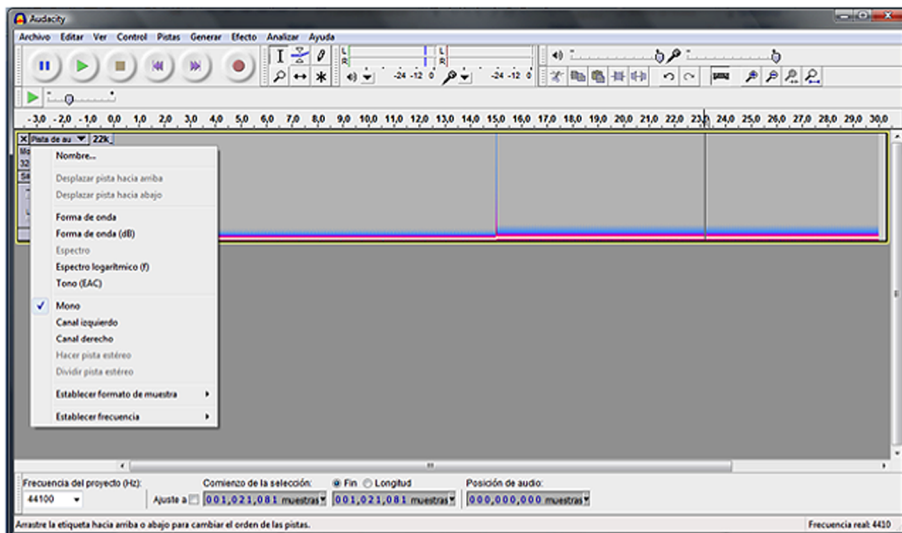 Audacity
Archivo Editar Ver Control Pistas Generar Efecto Analizar Ayuda
L
R
L
R
-24 -12 0
-24 -12 0
-3,0 -2,0 -1,0 0,0 1,0 2,0 3,0 4,0 5,0 6,0 7,0 8,0 9,0 10,0 11,0 12,0 13,0 14,0 15,0 16,0 17,0 18,0 19,0 20,0 21,0 22,0 23,0 24,0 25,0 26,0 27,0 28,0 29,0 30,0
X Pista de au 22k
Mo
32
Nombre...
Desplazar pista hacia arriba
Desplazar pista hacia abajo
Forma de onda
Forma de onda (dB)
Espectro
Espectro logarítmico (f)
Tono (EAC)
Mono
Canal izquierdo
Canal derecho
Hacer pista estéreo
Dividir pista estéreo
Establecer formato de muestra
Establecer frecuencia
Frecuencia del proyecto (Hz): Comienzo de la selección: Fin Longitud Posición de audio:
44100 Ajuste a 001,021,081 muestras 001,021,081 muestras 000,000,000 muestras
Arrastre la etiqueta hacia arriba o abajo para cambiar el orden de las pistas. Frecuencia real: 4410